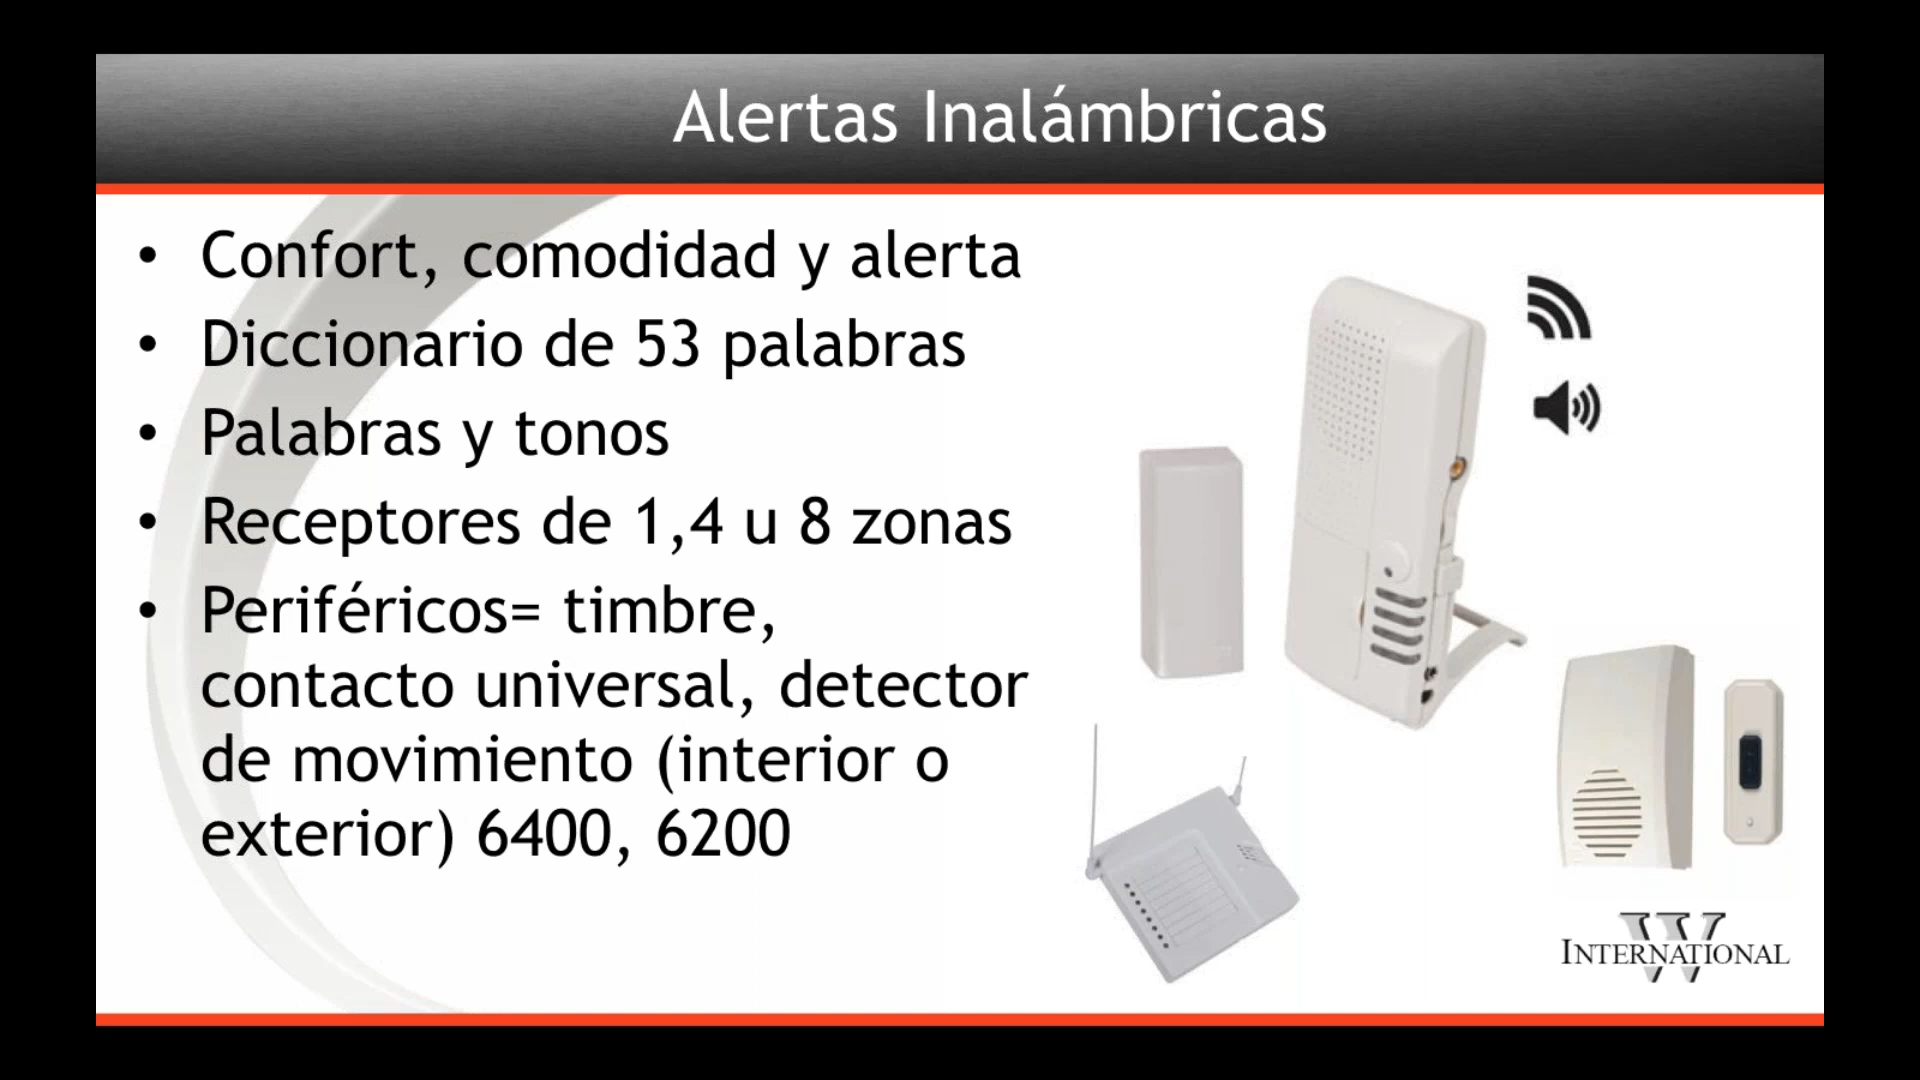 Alertas Inalámbricas
• Confort, comodidad y alerta
• Diccionario de 53 palabras
• Palabras y tonos
• Receptores de 1,4 u 8 zonas
• Periféricos= timbre,
contacto universal, detector
de movimiento (interior o
exterior) 6400, 6200
W
INTERNATIONAL